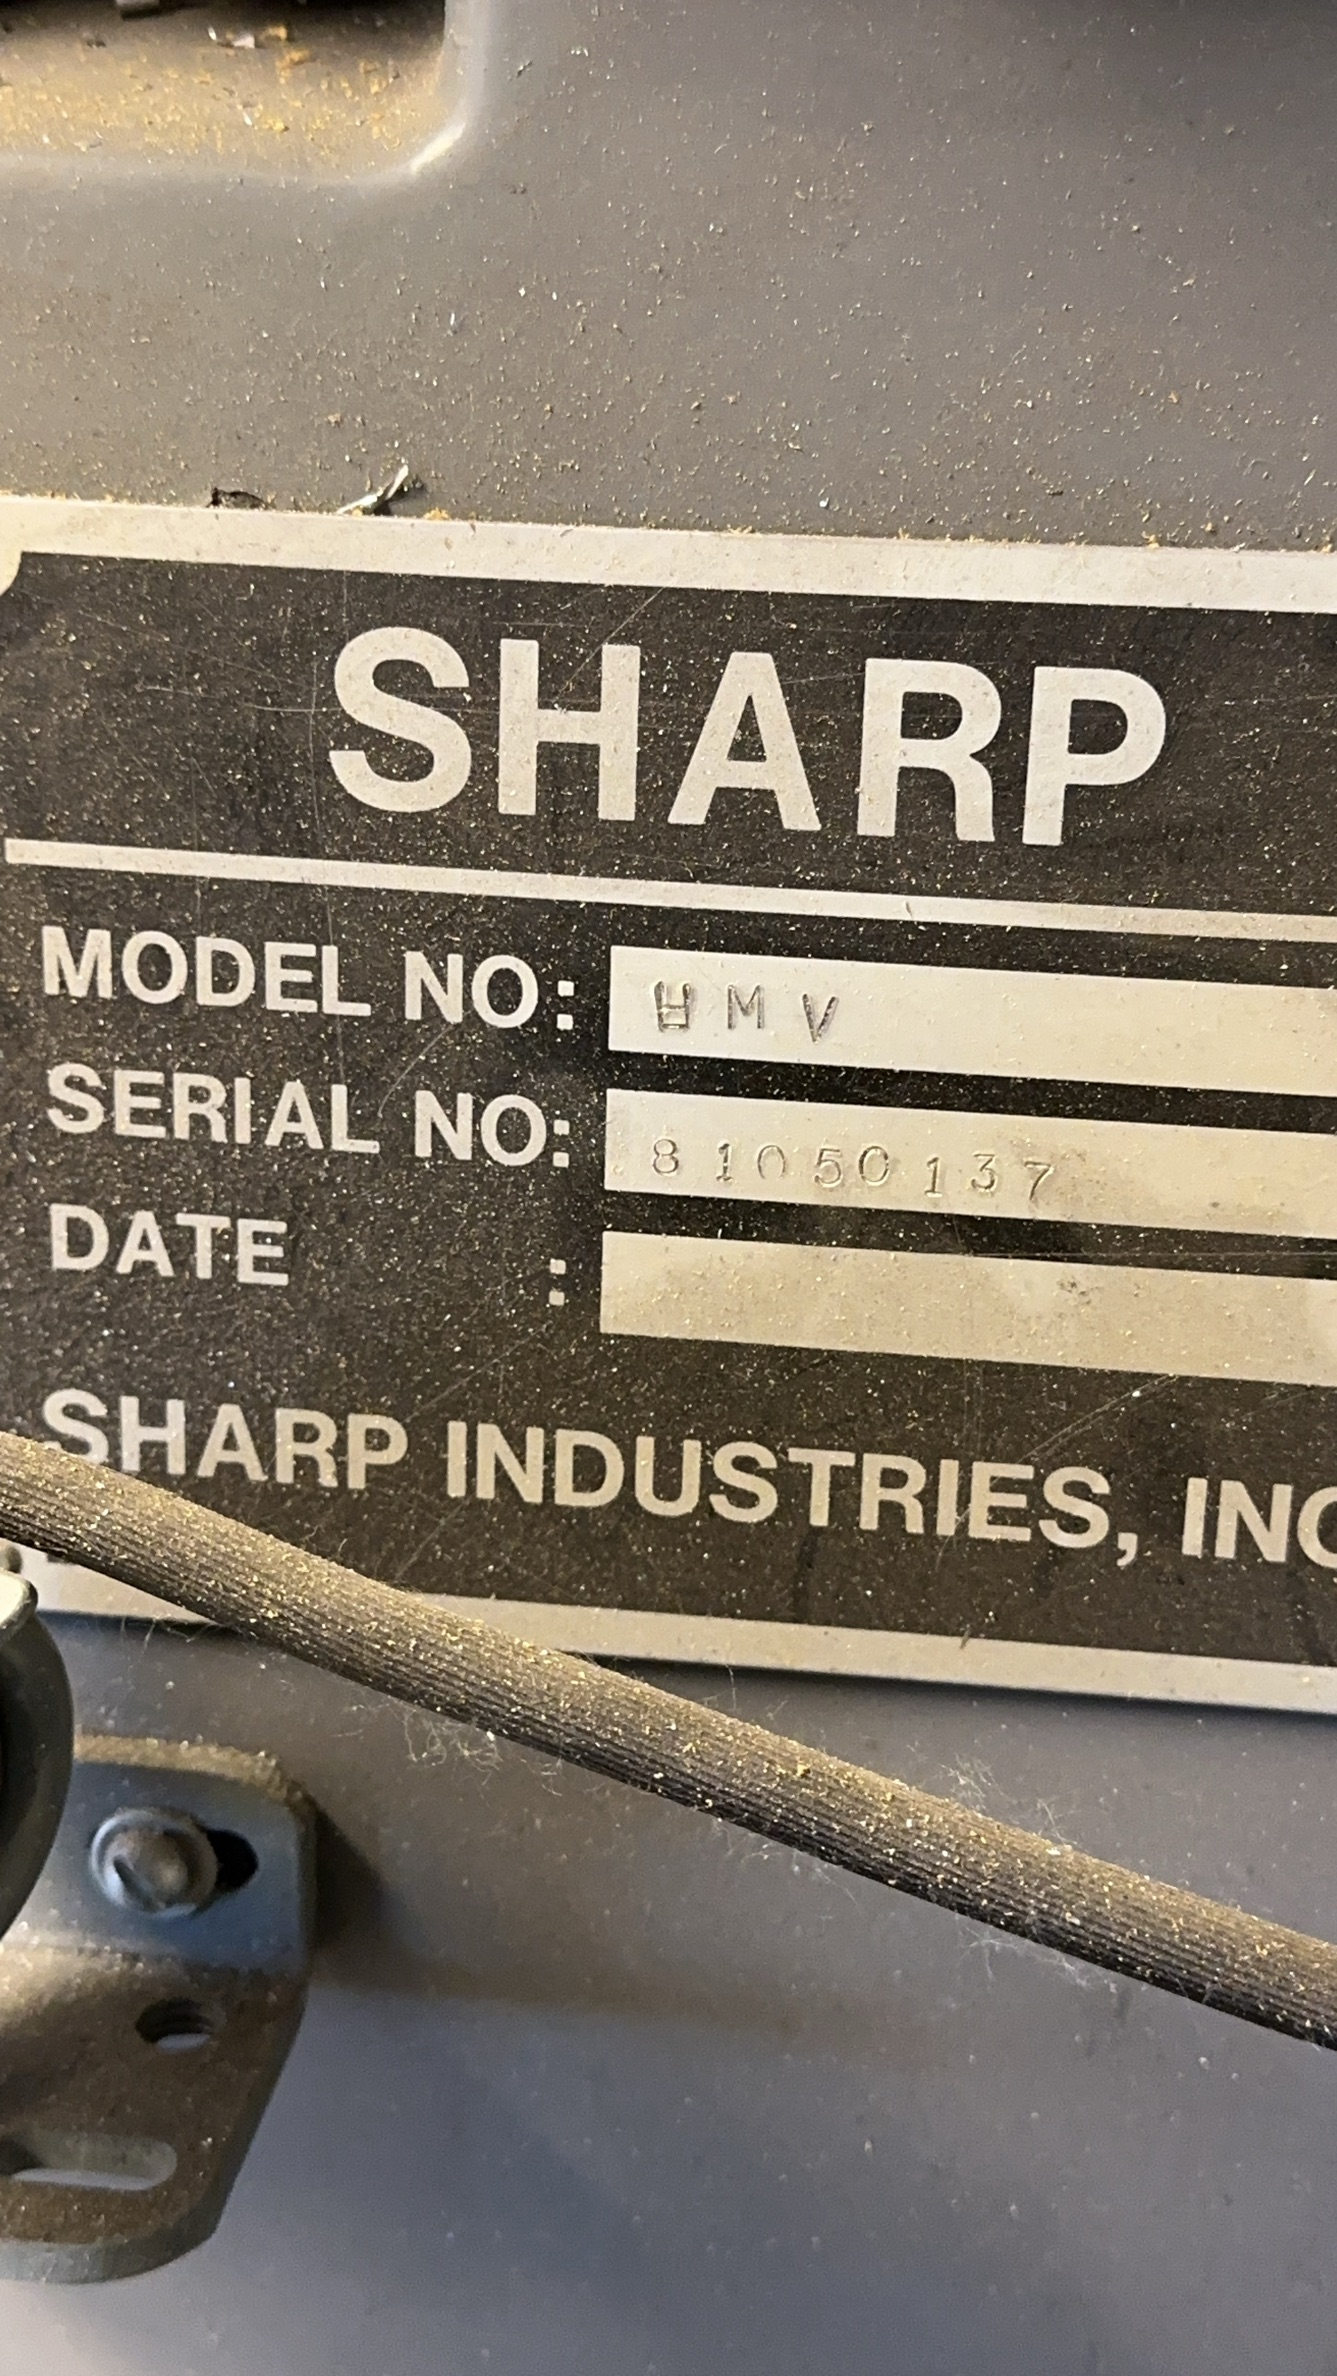 SHARP
MODEL NO: HMV
SERIAL NO: 81050137
DATE :
SHARP INDUSTRIES, INC